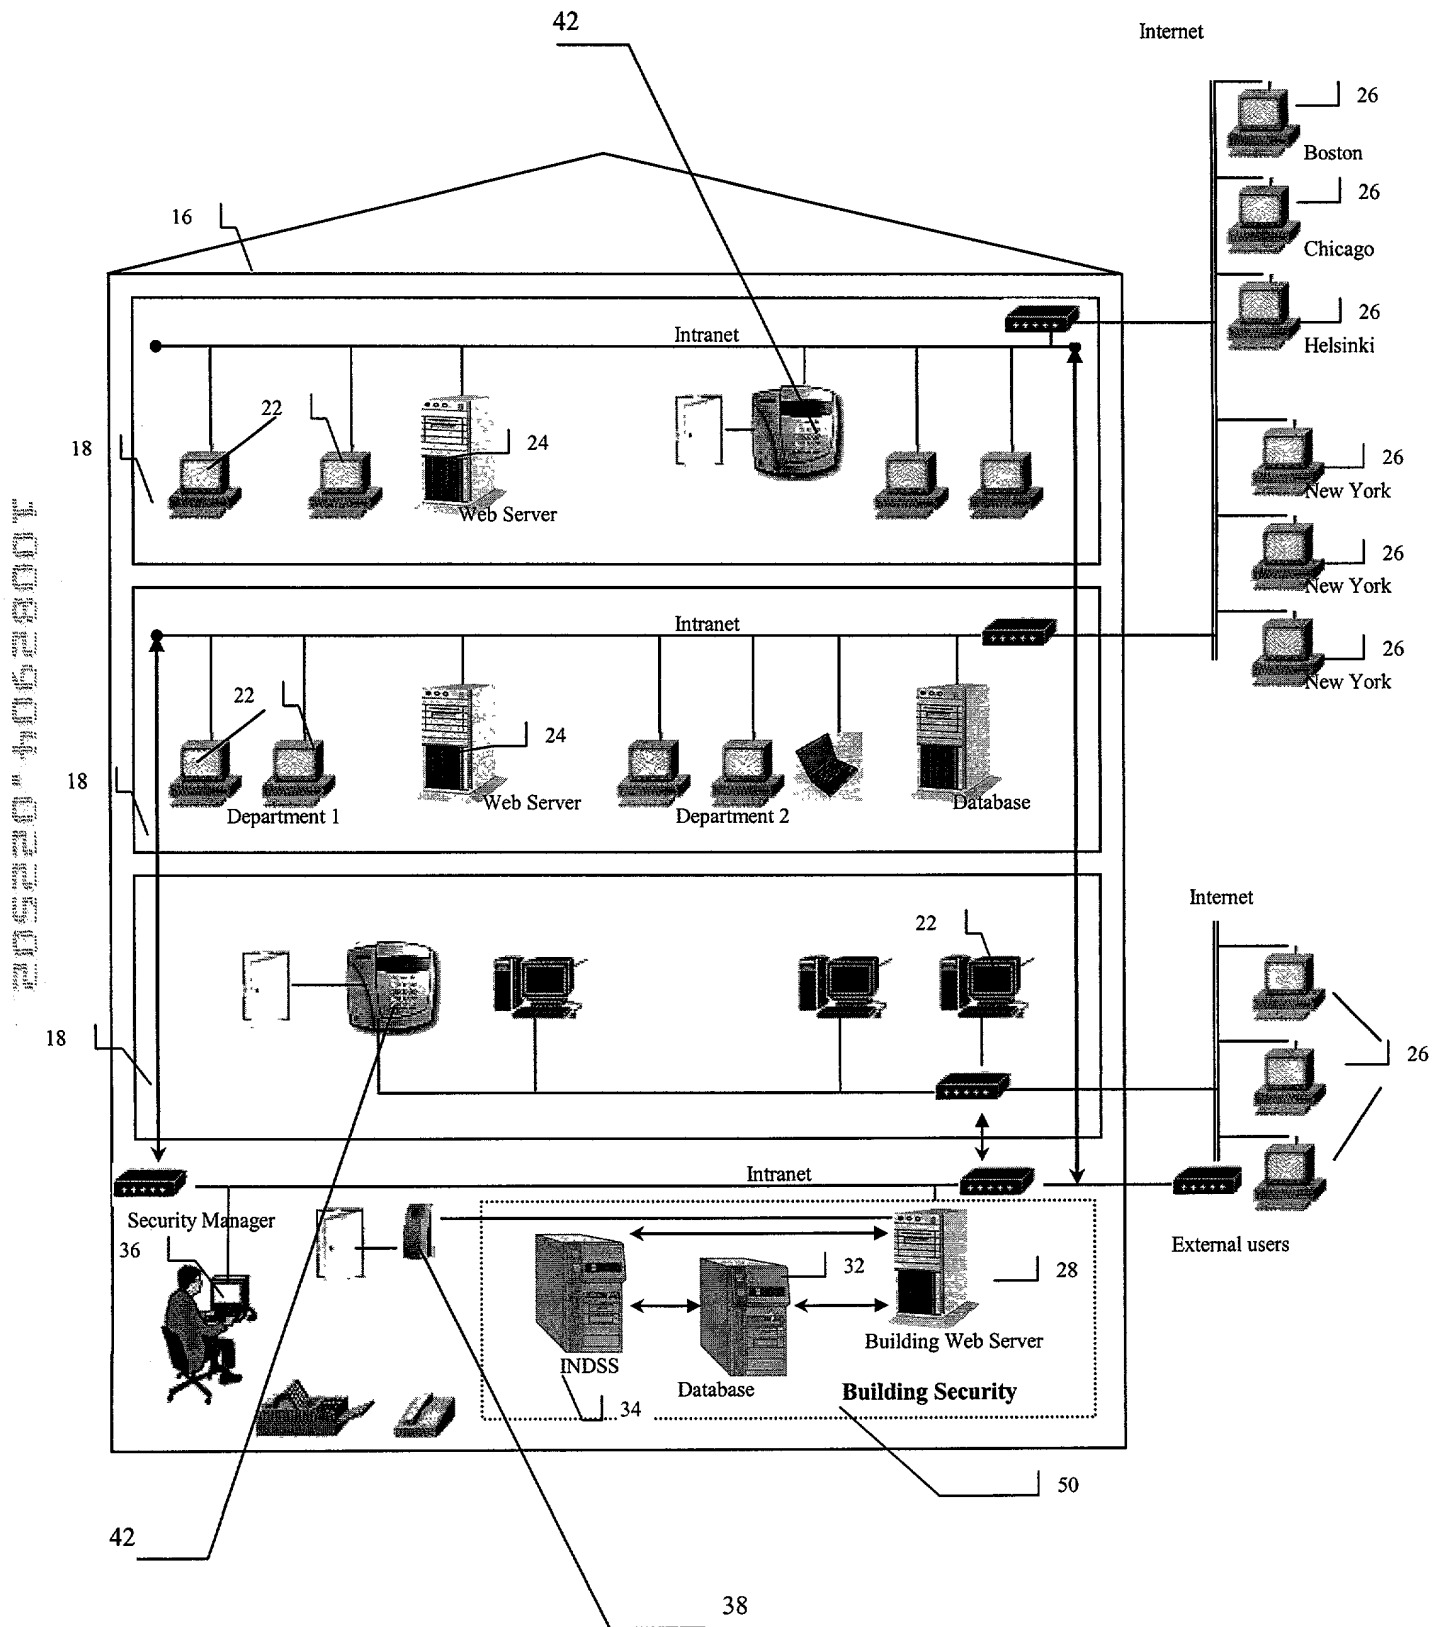 42
Internet
26
Boston
16
26
Chicago
26
Helsinki
Intranet
22
18
24
Web Server
26
New York
26
New York
Intranet
26
New York
22
24
18
Web Server
Department 1
Department 2
Database
Internet
22
18
26
Intranet
Security Manager
36
External users
32
28
Building Web Server
INDSS
Database
Building Security
34
50
42
38
10082904.022502